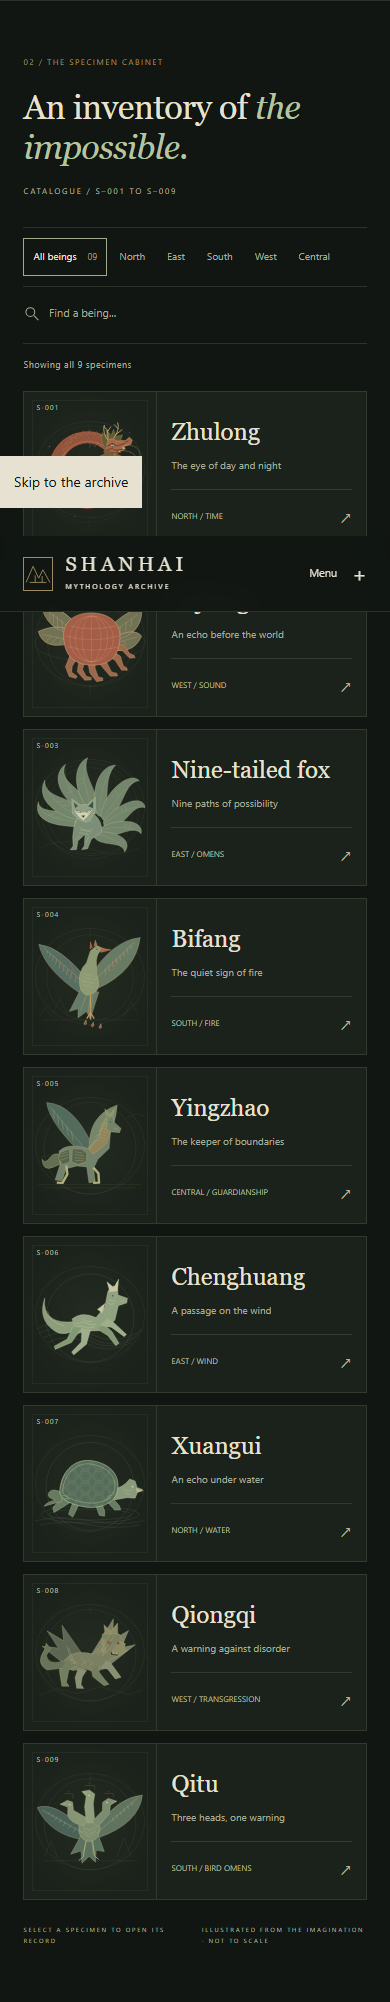 02 / THE SPECIMEN CABINET
An inventory of the
impossible.
CATALOGUE / S–001 TO S–009
All beings 09 North East South West Central
Find a being...
Showing all 9 specimens
S·001
Zhulong
The eye of day and night
NORTH / TIME ↗
Skip to the archive
SHANHAI
MYTHOLOGY ARCHIVE
Menu +
An echo before the world
WEST / SOUND ↗
S·003
Nine-tailed fox
Nine paths of possibility
EAST / OMENS ↗
S·004
Bifang
The quiet sign of fire
SOUTH / FIRE ↗
S·005
Yingzhao
The keeper of boundaries
CENTRAL / GUARDIANSHIP ↗
S·006
Chenghuang
A passage on the wind
EAST / WIND ↗
S·007
Xuangui
An echo under water
NORTH / WATER ↗
S·008
Qiongqi
A warning against disorder
WEST / TRANSGRESSION ↗
S·009
Qitu
Three heads, one warning
SOUTH / BIRD OMENS ↗
SELECT A SPECIMEN TO OPEN ITS
RECORD
ILLUSTRATED FROM THE IMAGINATION
· NOT TO SCALE